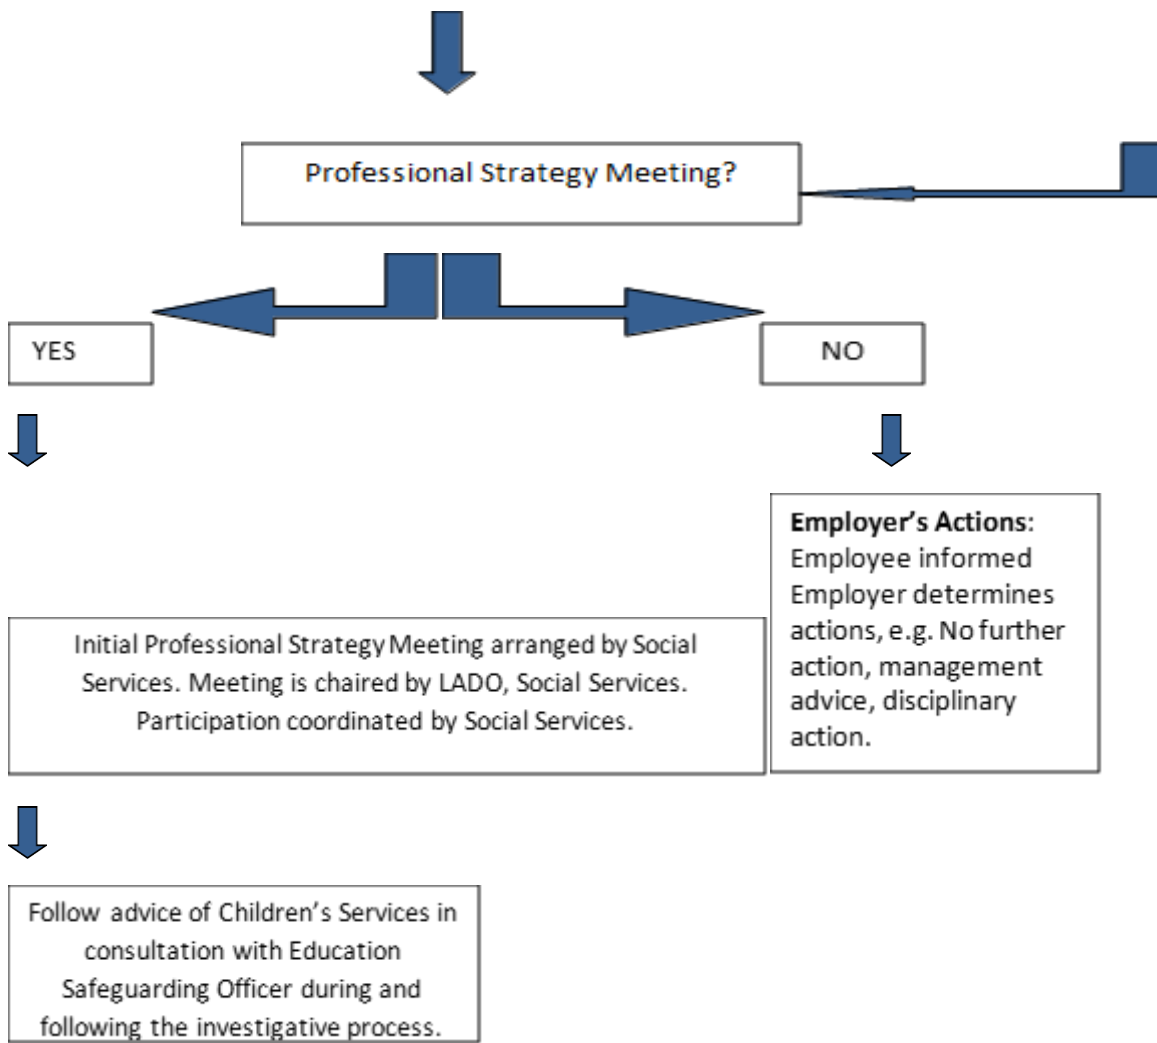 Professional Strategy Meeting?
YES
NO
Employer’s Actions:
Employee informed
Employer determines
actions, e.g. No further
action, management
advice, disciplinary
action.
Initial Professional Strategy Meeting arranged by Social
Services. Meeting is chaired by LADO, Social Services.
Participation coordinated by Social Services.
Follow advice of Children’s Services in
consultation with Education
Safeguarding Officer during and
following the investigative process.